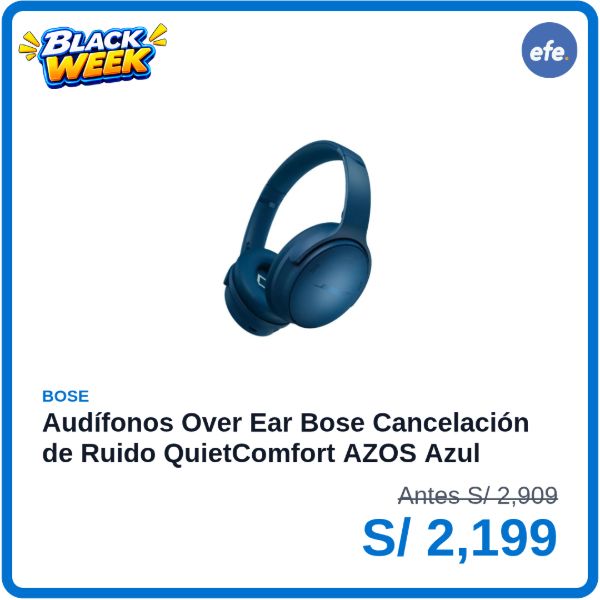 BLACK
WEEK
efe.
BOSE
Audífonos Over Ear Bose Cancelación
de Ruido QuietComfort AZOS Azul
Antes S/ 2,909
S/ 2,199